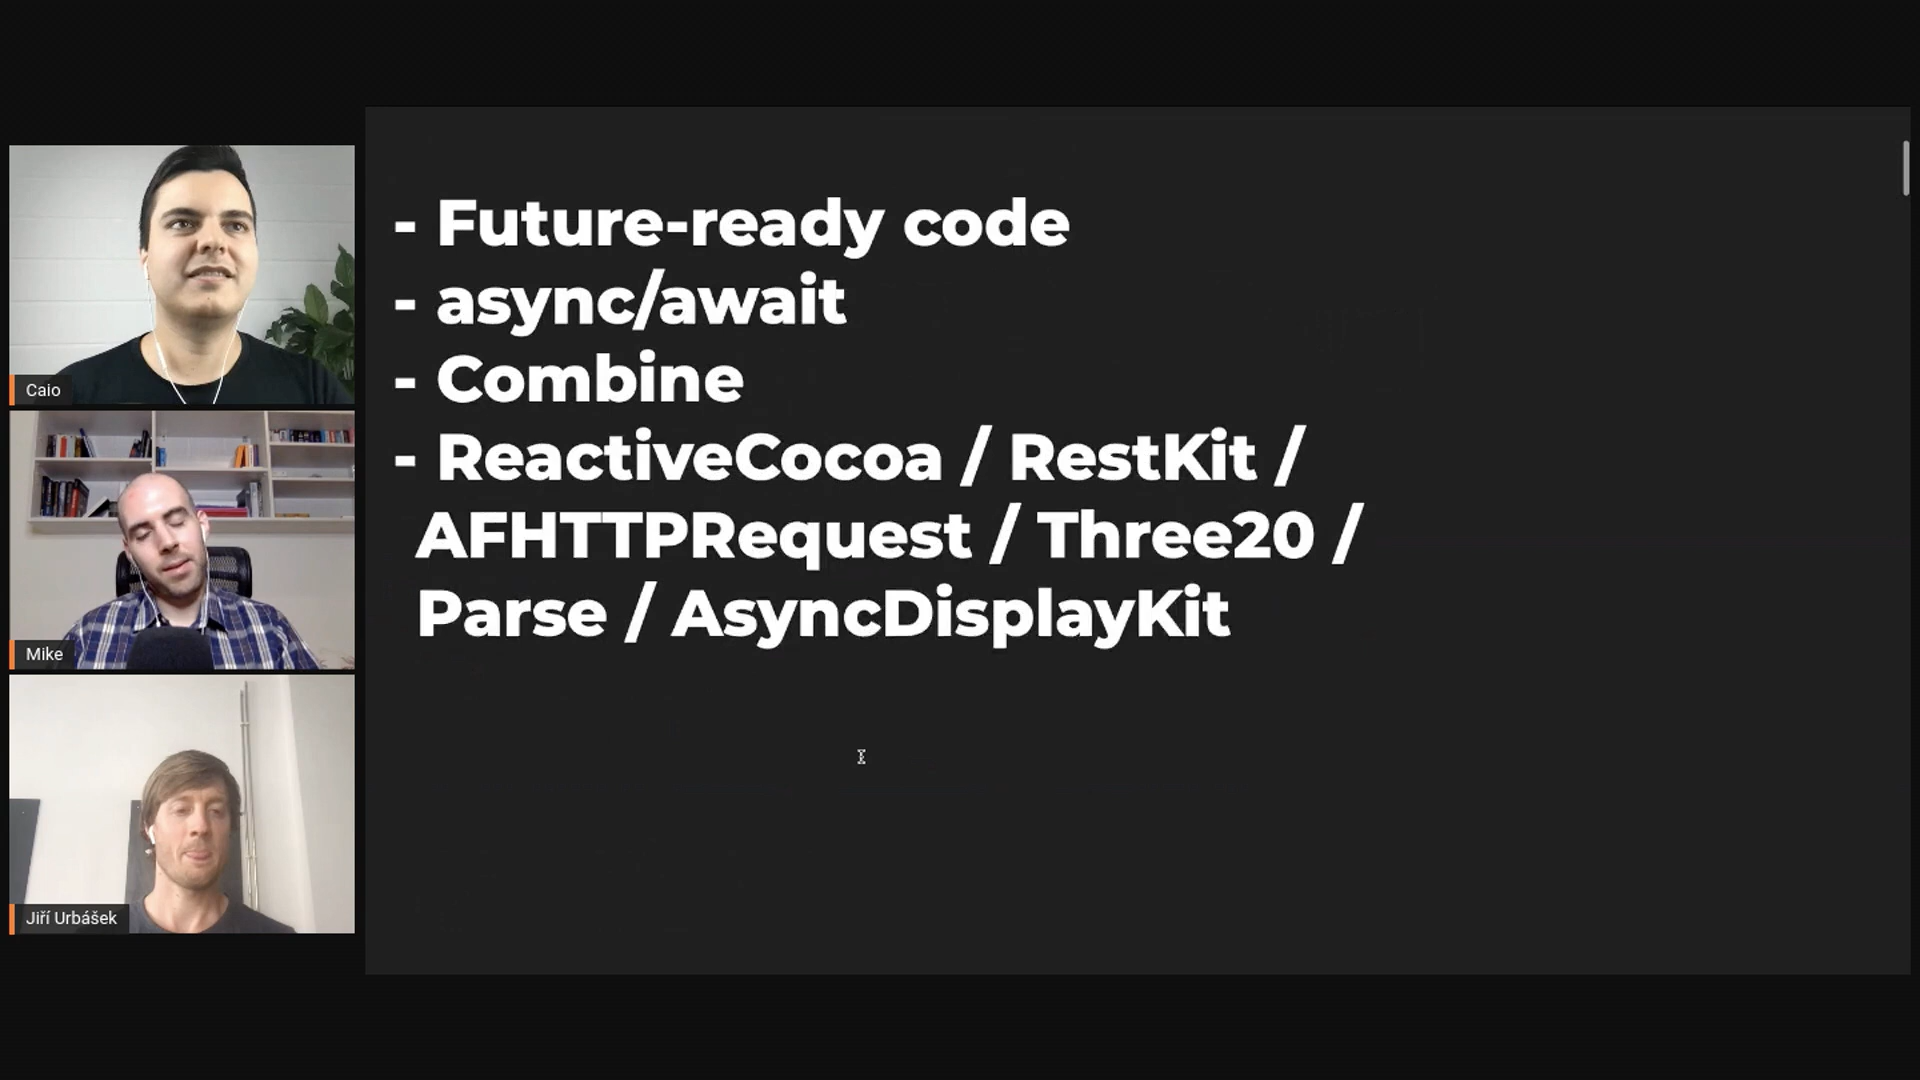 - Future-ready code
- async/await
- Combine
- ReactiveCocoa / RestKit /
AFHTTPRequest / Three20 /
Parse / AsyncDisplayKit
Caio
Mike
Jiří Urbášek